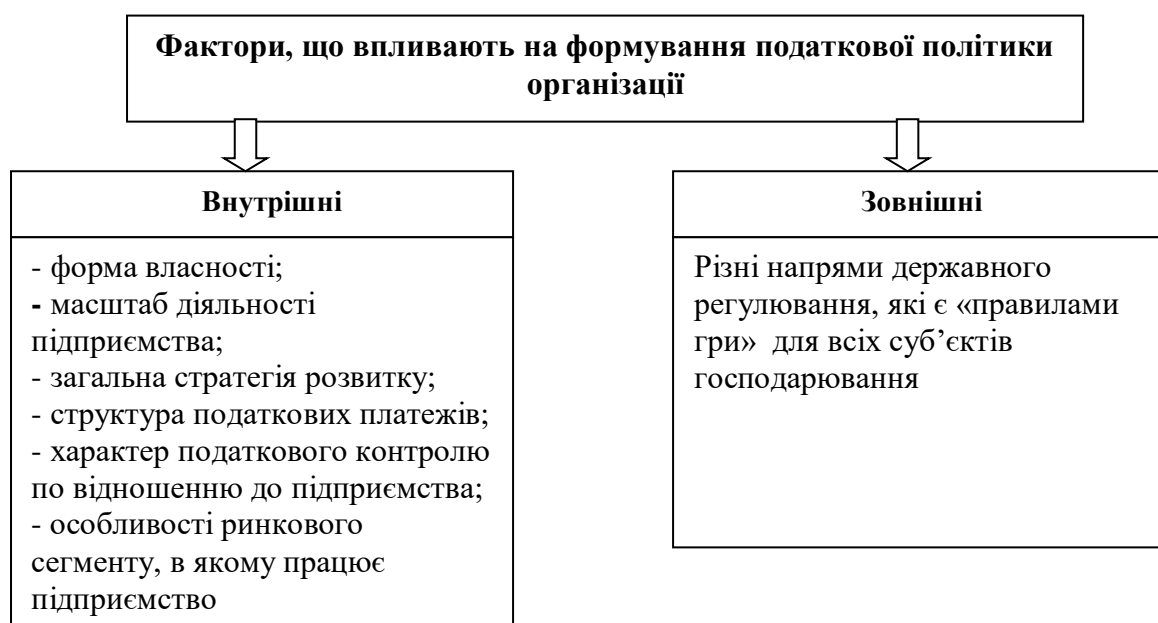 Фактори, що впливають на формування податкової політики
організації
Внутрішні
- форма власності;
- масштаб діяльності
підприємства;
- загальна стратегія розвитку;
- структура податкових платежів;
- характер податкового контролю
по відношенню до підприємства;
- особливості ринкового
сегменту, в якому працює
підприємство
Зовнішні
Різні напрями державного
регулювання, які є «правилами
гри» для всіх суб’єктів
господарювання